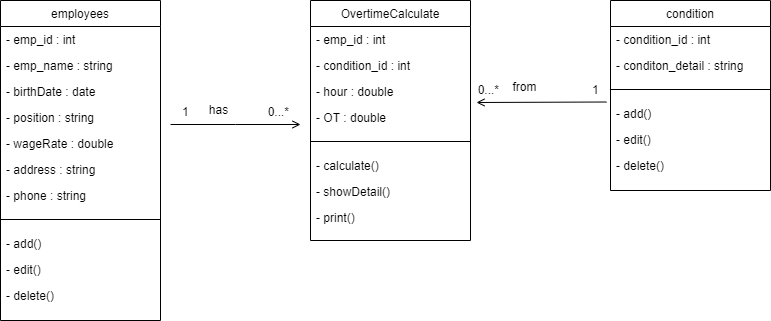 employees
- emp_id : int
- emp_name : string
- birthDate : date
- position : string
- wageRate : double
- address : string
- phone : string
- add()
- edit()
- delete()
1 has 0...*
OvertimeCalculate
- emp_id : int
- condition_id : int
- hour : double
- OT : double
- calculate()
- showDetail()
- print()
0...* from 1
condition
- condition_id : int
- conditon_detail : string
- add()
- edit()
- delete()